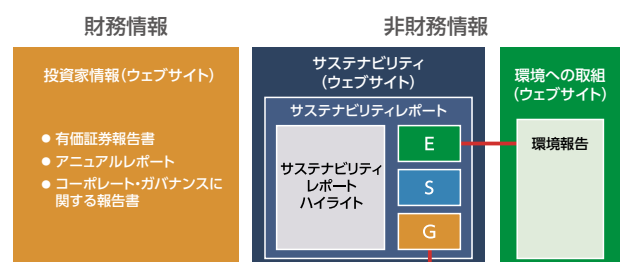 財務情報
非財務情報
投資家情報(ウェブサイト)
● 有価証券報告書
● アニュアルレポート
● コーポレート・ガバナンスに
関する報告書
サステナビリティ
(ウェブサイト)
サステナビリティレポート
サステナビリティ
レポート
ハイライト
E
S
G
環境への取組
(ウェブサイト)
環境報告